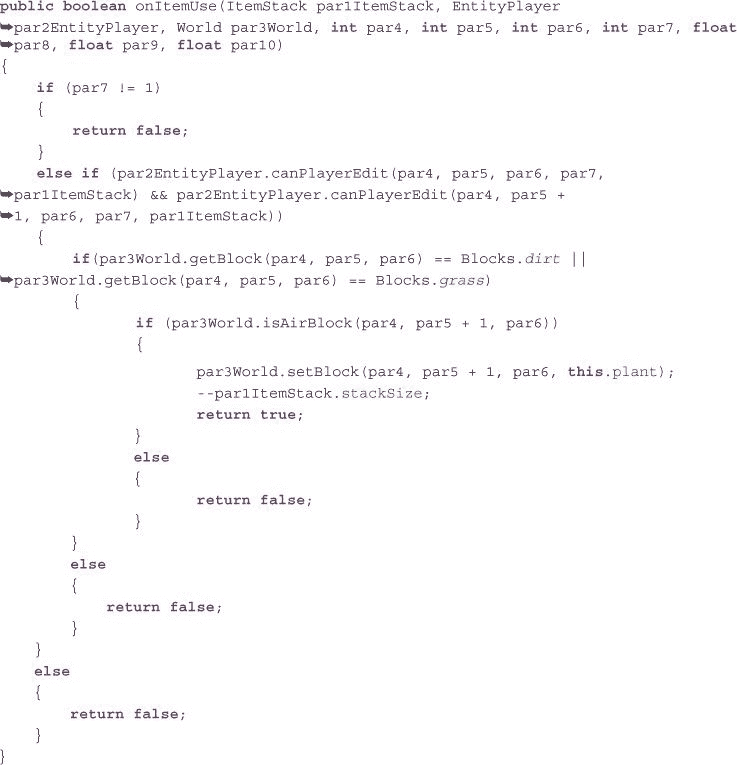 public boolean onItemUse(ItemStack par1ItemStack, EntityPlayer
➥par2EntityPlayer, World par3World, int par4, int par5, int par6, int par7, float
➥par8, float par9, float par10)
{
    if (par7 != 1)
    {
        return false;
    }
    else if (par2EntityPlayer.canPlayerEdit(par4, par5, par6, par7,
➥par1ItemStack) && par2EntityPlayer.canPlayerEdit(par4, par5 +
➥1, par6, par7, par1ItemStack))
    {
        if(par3World.getBlock(par4, par5, par6) == Blocks.dirt ||
➥par3World.getBlock(par4, par5, par6) == Blocks.grass)
        {
            if (par3World.isAirBlock(par4, par5 + 1, par6))
            {
                par3World.setBlock(par4, par5 + 1, par6, this.plant);
                --par1ItemStack.stackSize;
                return true;
            }
            else
            {
                return false;
            }
        }
        else
        {
            return false;
        }
    }
    else
    {
        return false;
    }
}